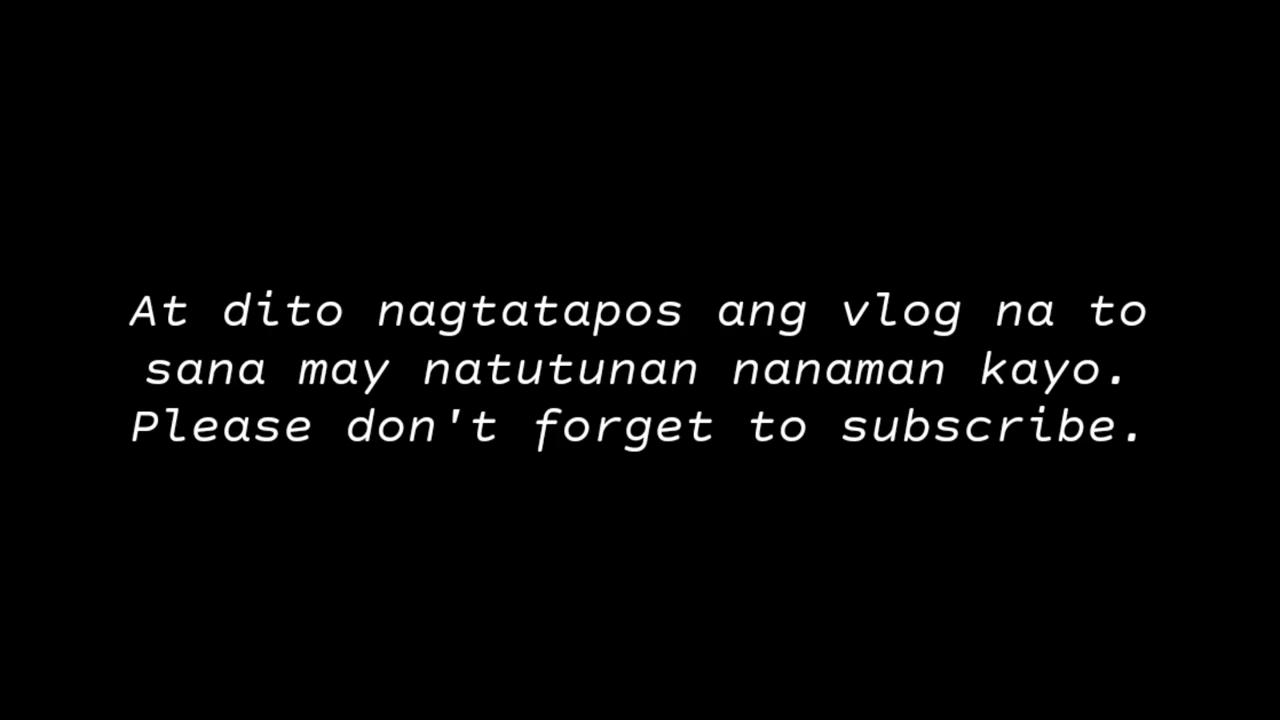 At dito nagtatapos ang vlog na to
sana may natutunan nanaman kayo.
Please don't forget to subscribe.